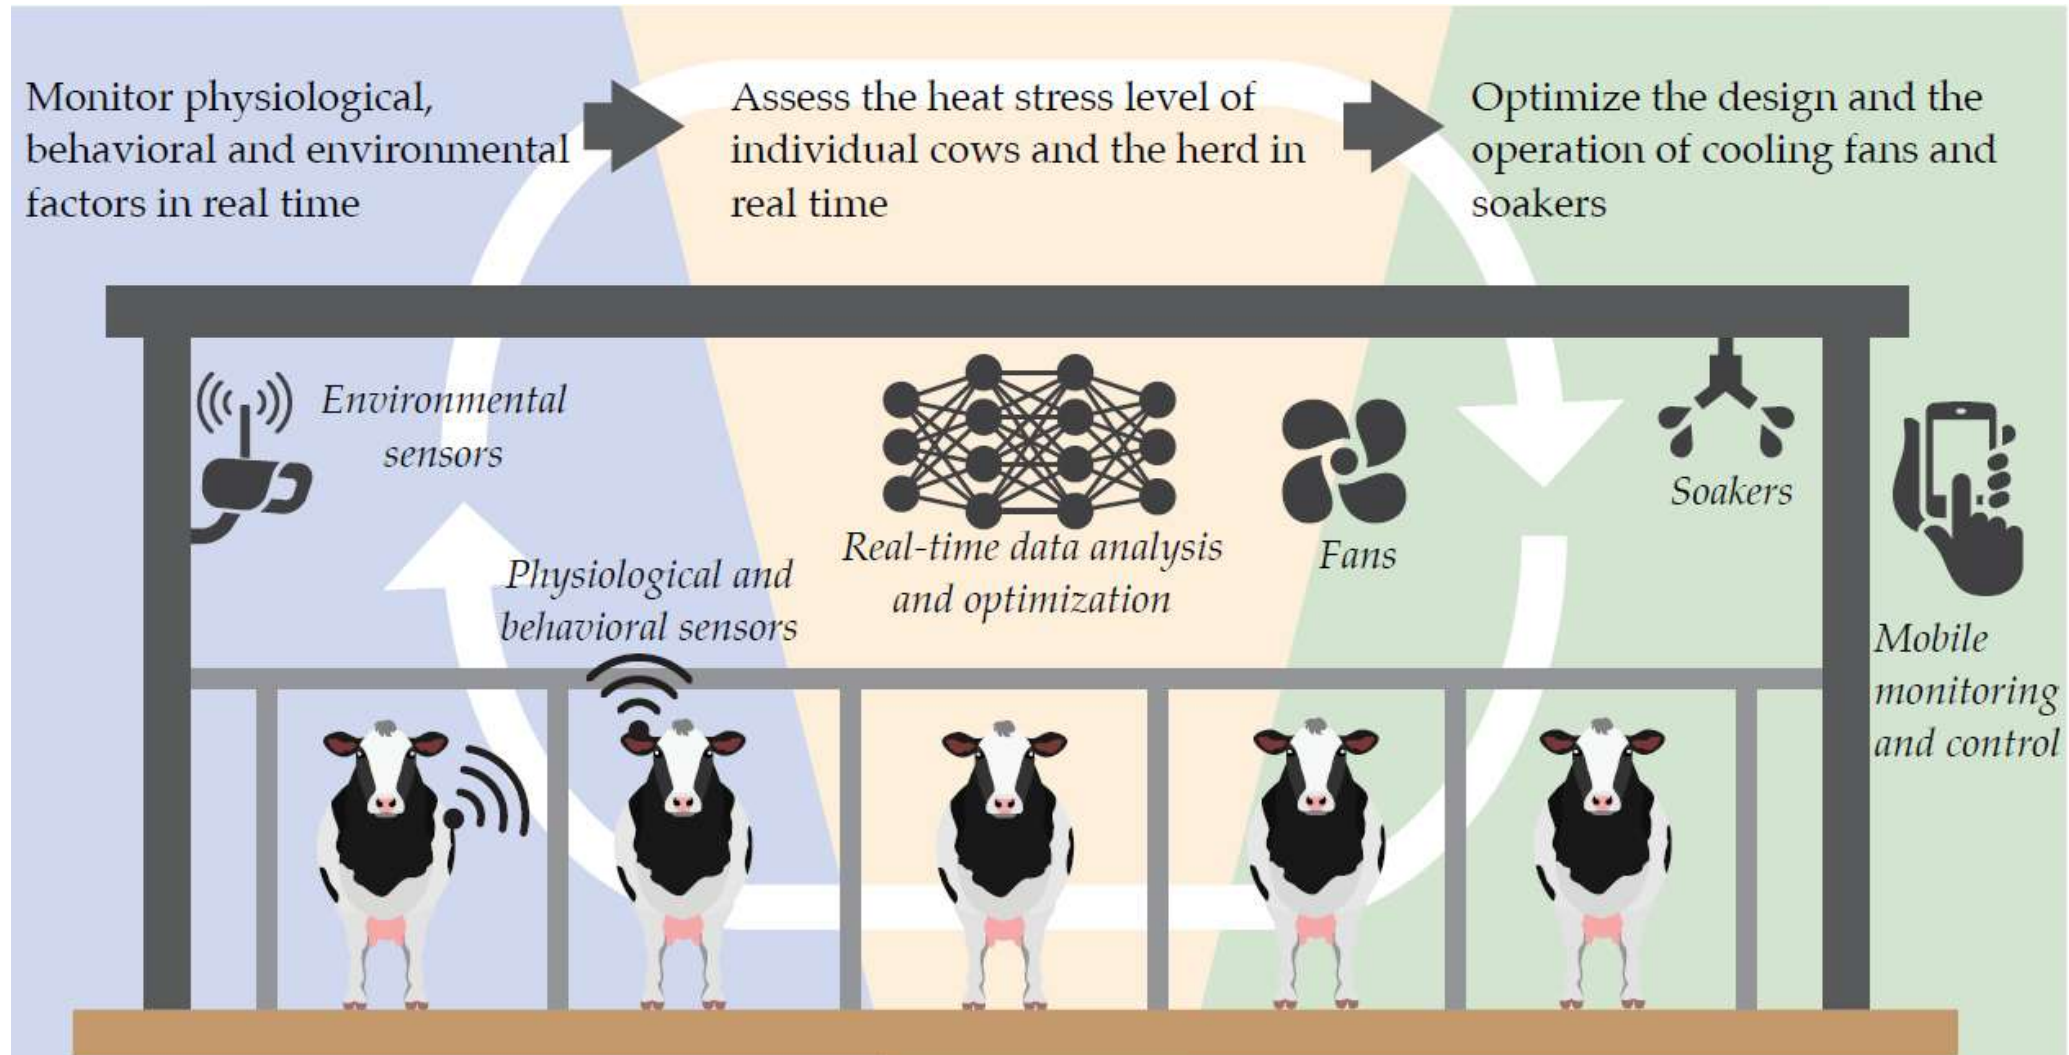 Monitor physiological,
behavioral and environmental
factors in real time
Assess the heat stress level of
individual cows and the herd in
real time
Optimize the design and the
operation of cooling fans and
soakers
Environmental
sensors
Physiological and
behavioral sensors
Real-time data analysis
and optimization
Fans
Soakers
Mobile
monitoring
and control